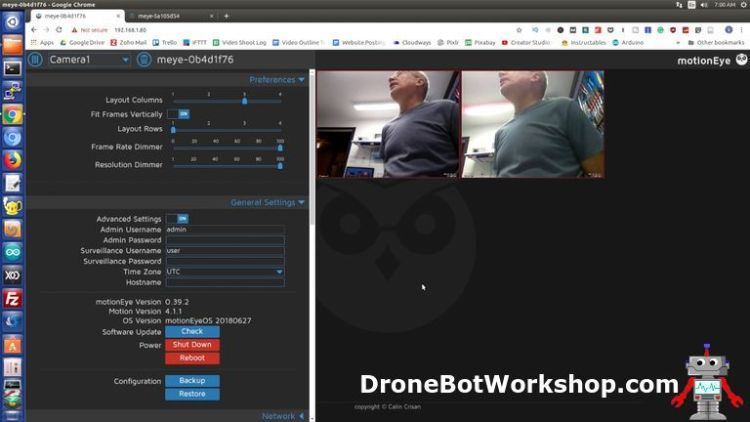 meye-0b4d1f76 - Google Chrome
En
7:00 AM
meye-0b4d1f76
meye-5a105d54
Not secure
192.168.1.80
Apps
Google Drive
Zoho Mail
IFTTT
Video Shoot Log
Video Outline
Website Posting
Cloudways
Pixlr
Pixabay
Creator Studio
Instructables
Arduino
Other bookmarks
Camera1
meye-0b4d1f76
motionEye
Preferences
Layout Columns
1 2 3 4
Fit Frames Vertically
ON
Layout Rows
1 2 3 4
Frame Rate Dimmer
0 20 40 60 80 100
Resolution Dimmer
0 20 40 60 80 100
General Settings
Advanced Settings
ON
Admin Username
admin
Admin Password
Surveillance Username
user
Surveillance Password
Time Zone
UTC
Hostname
motionEye Version 0.39.2
Motion Version 4.1.1
OS Version motionEyeOS 20180627
Software Update
Check
Power
Shut Down
Reboot
Configuration
Backup
Restore
Network
DroneBotWorkshop.com
copyright © Calin Crisan